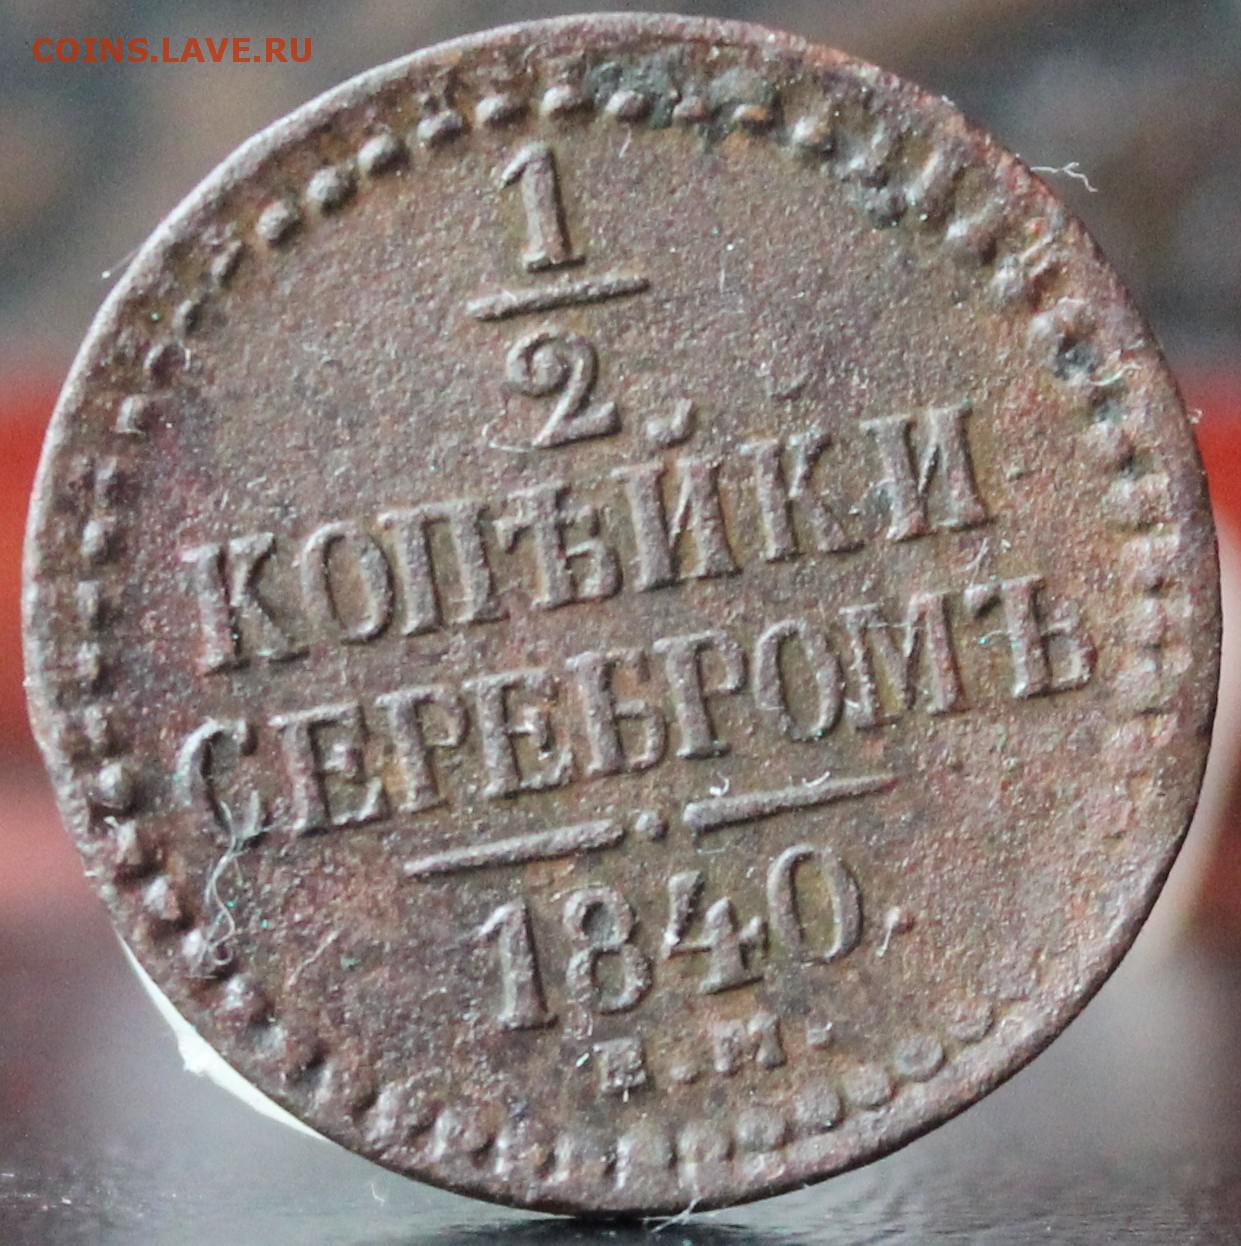 COINS.LAVE.RU
1
2
КОПѢЙКИ
СЕРЕБРОМЪ
1840.
Е.М.